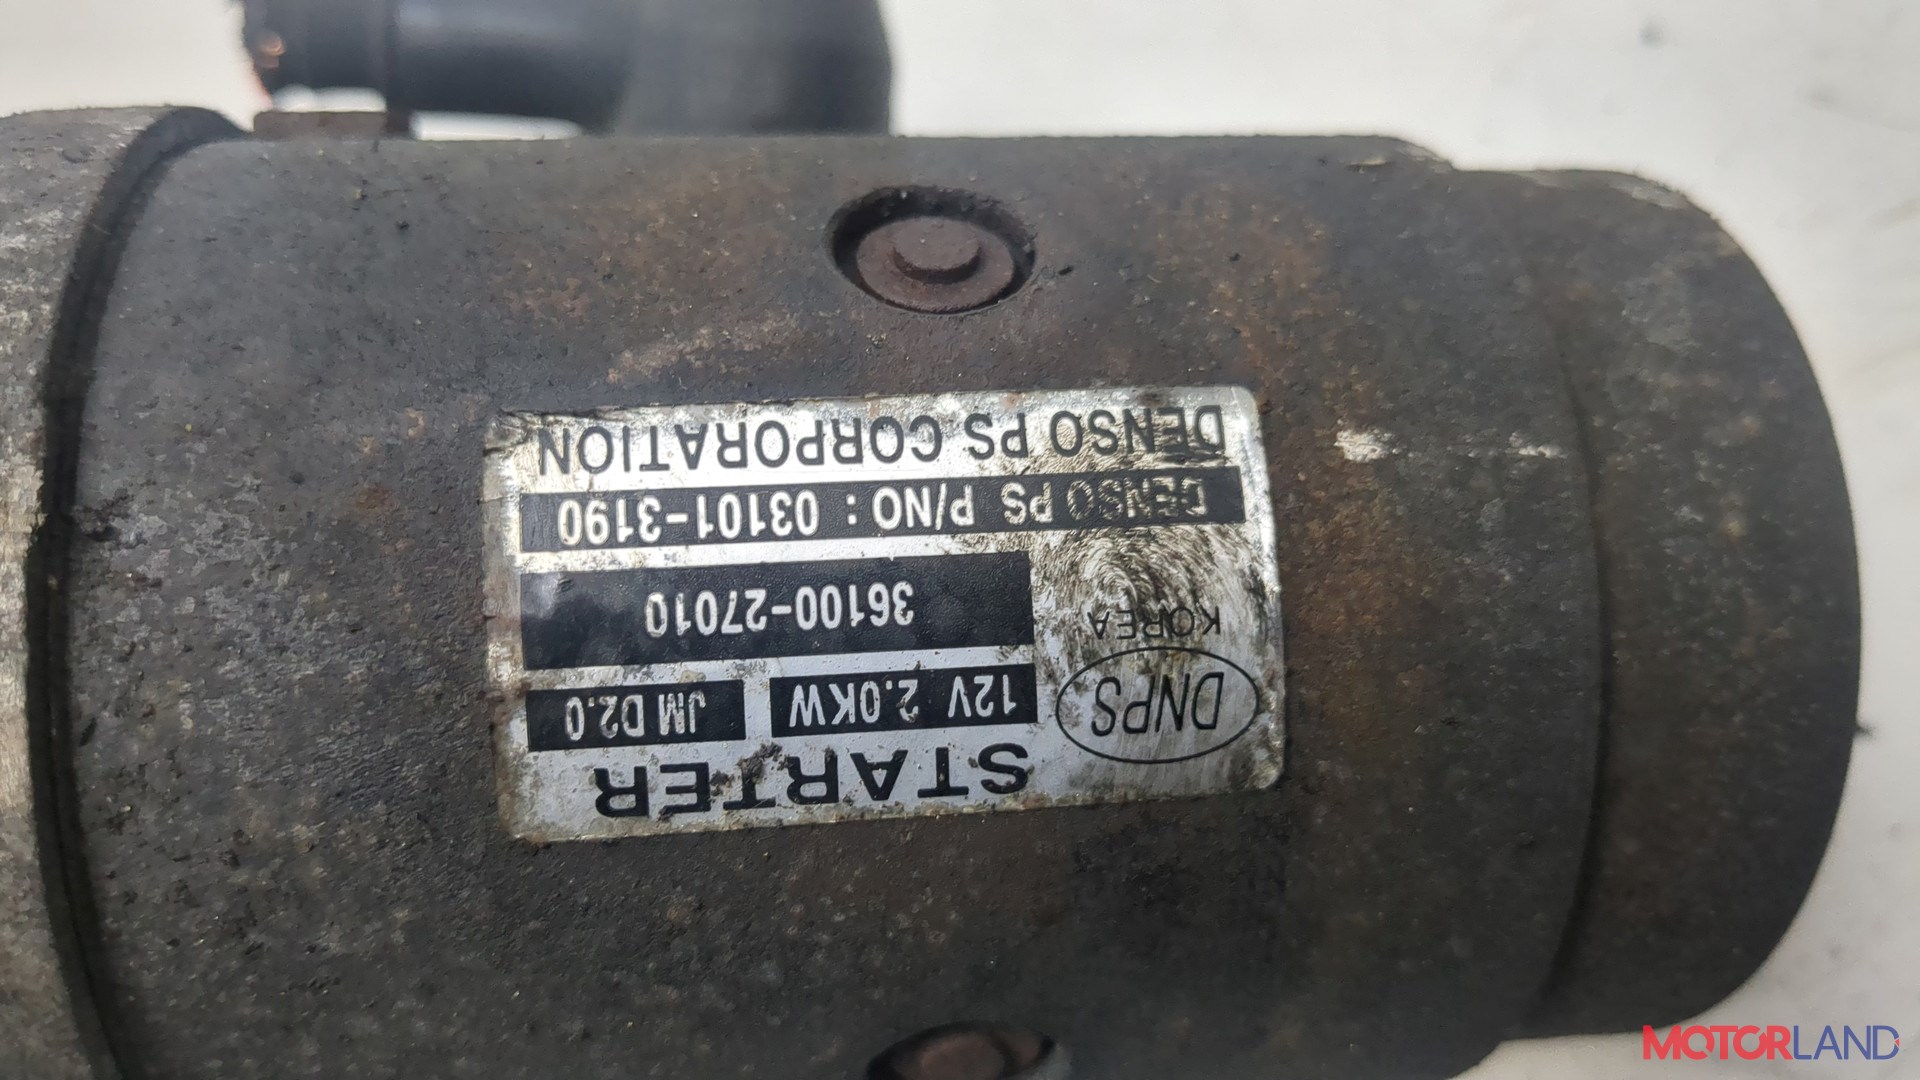 STARTER
DNPS
KOREA
12V 2.0KW
JM D2.0
36100-27010
DENSO PS P/NO : 03101-3190
DENSO PS CORPORATION
MOTORLAND